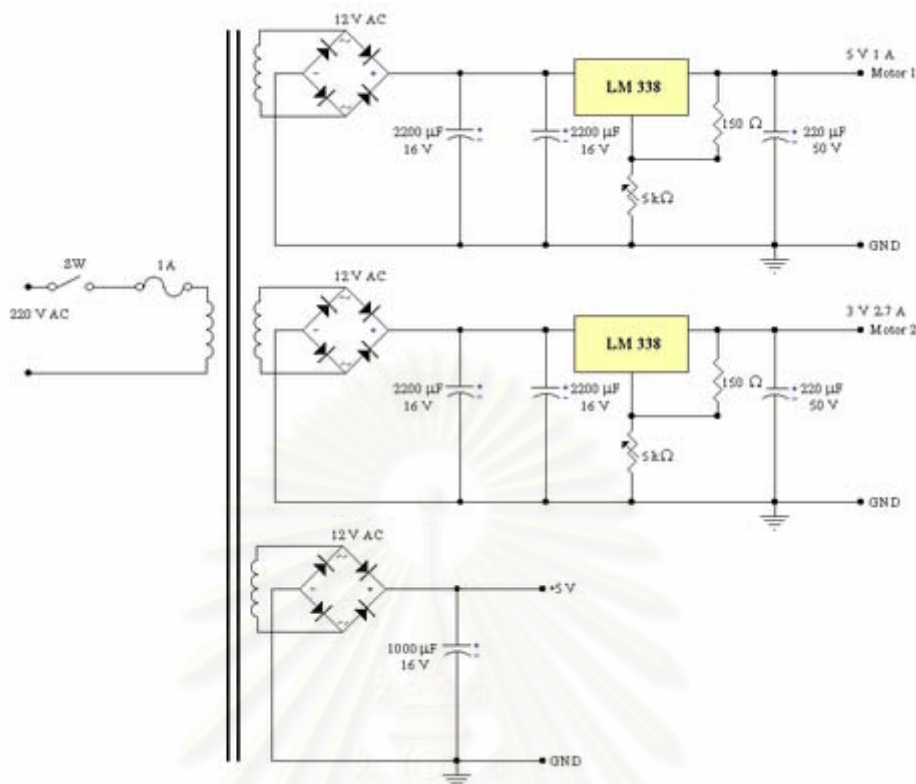 12 V AC
5 V 1 A
Motor 1
LM 338
150 Ω
2200 µF
16 V
2200 µF
16 V
220 µF
50 V
5 kΩ
GND
12 V AC
SW
1A
220 V AC
3 V 2.7 A
Motor 2
LM 338
150 Ω
2200 µF
16 V
2200 µF
16 V
220 µF
50 V
5 kΩ
GND
12 V AC
+5 V
1000 µF
16 V
GND